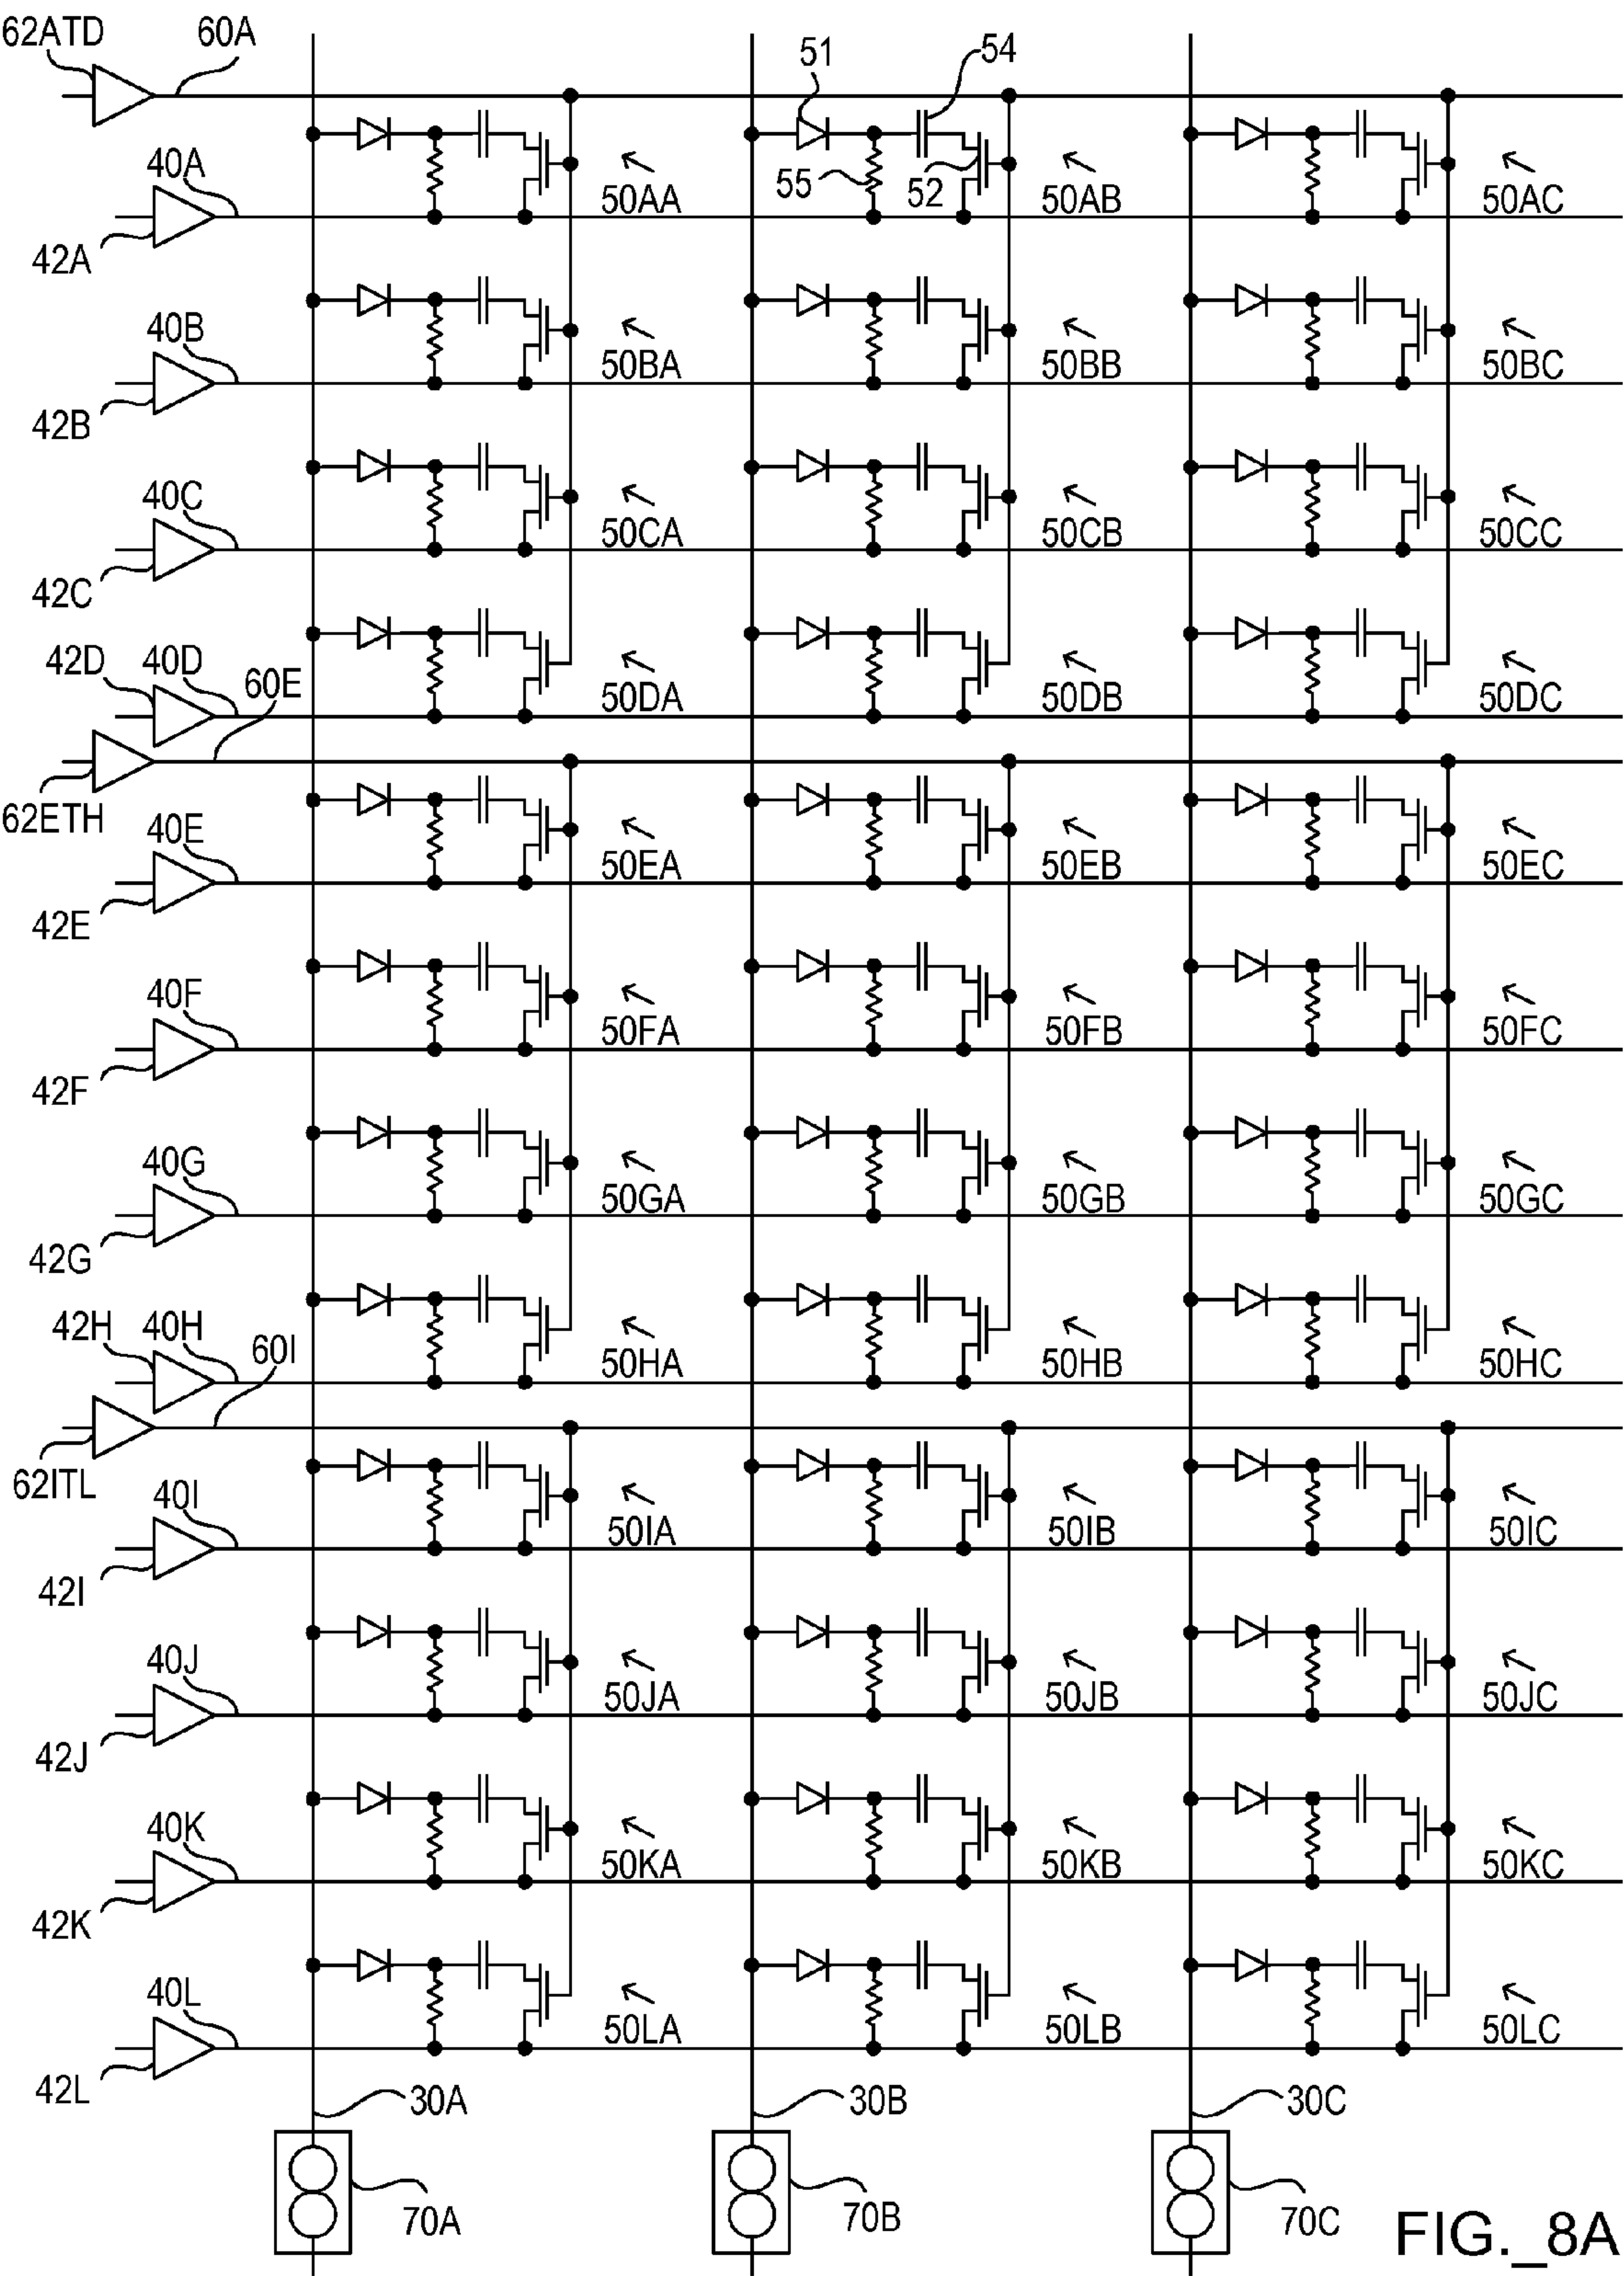 62ATD 60A 51 54
40A 55 52 50AA 50AB 50AC
42A
40B 50BA 50BB 50BC
42B
40C 50CA 50CB 50CC
42C
42D 40D 60E 50DA 50DB 50DC
62ETH
40E 50EA 50EB 50EC
42E
40F 50FA 50FB 50FC
42F
40G 50GA 50GB 50GC
42G
42H 40H 60I 50HA 50HB 50HC
62ITL
40I 50IA 50IB 50IC
42I
40J 50JA 50JB 50JC
42J
40K 50KA 50KB 50KC
42K
40L 50LA 50LB 50LC
42L
30A 30B 30C
70A 70B 70C
FIG._8A